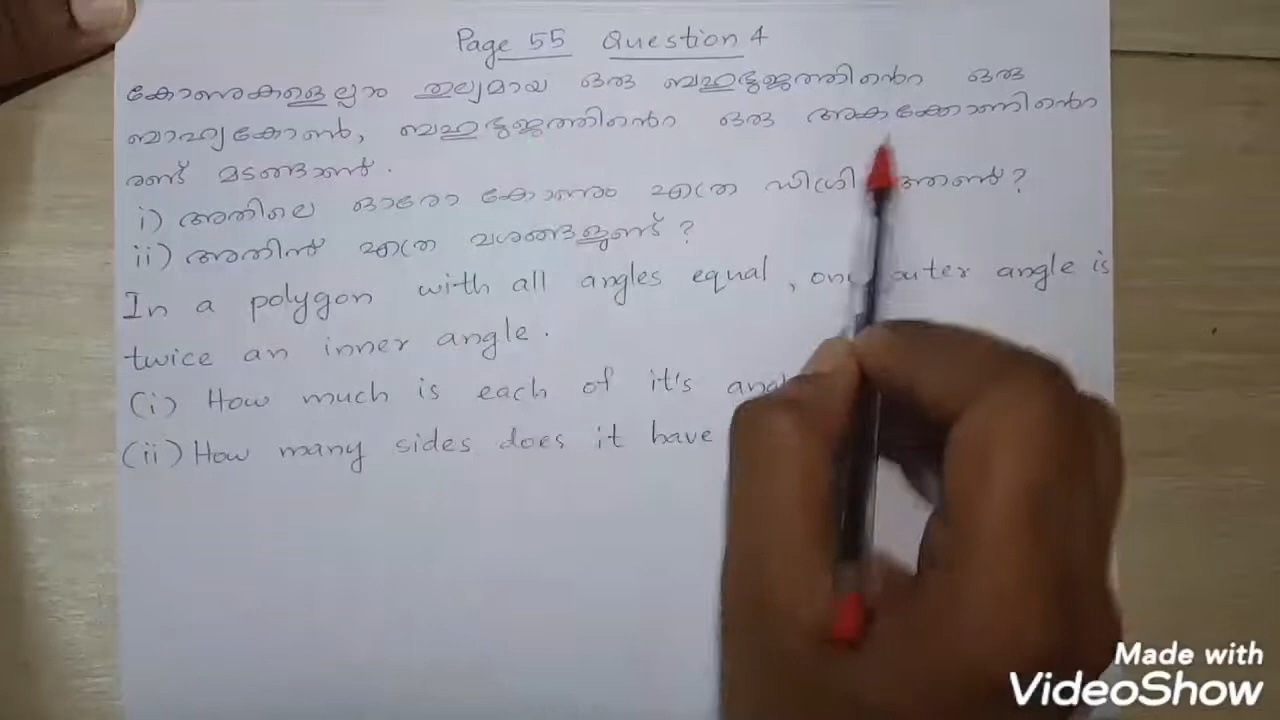 Page 55 Question 4
കോണുകളെല്ലാം തുല്യമായ ഒരു ബഹുഭുജത്തിന്റെ ഒരു
ബാഹ്യകോൺ, ബഹുഭുജത്തിന്റെ ഒരു അകക്കോണിന്റെ
രണ്ട് മടങ്ങാണ്.
i) അതിലെ ഓരോ കോണും എത്ര ഡിഗ്രി
ii) അതിന് എത്ര വശങ്ങളുണ്ട്?
In a polygon with all angles equal, one outer angle is
twice an inner angle.
(i) How much is each of it's
(ii) How many sides does it have
Made with
VideoShow